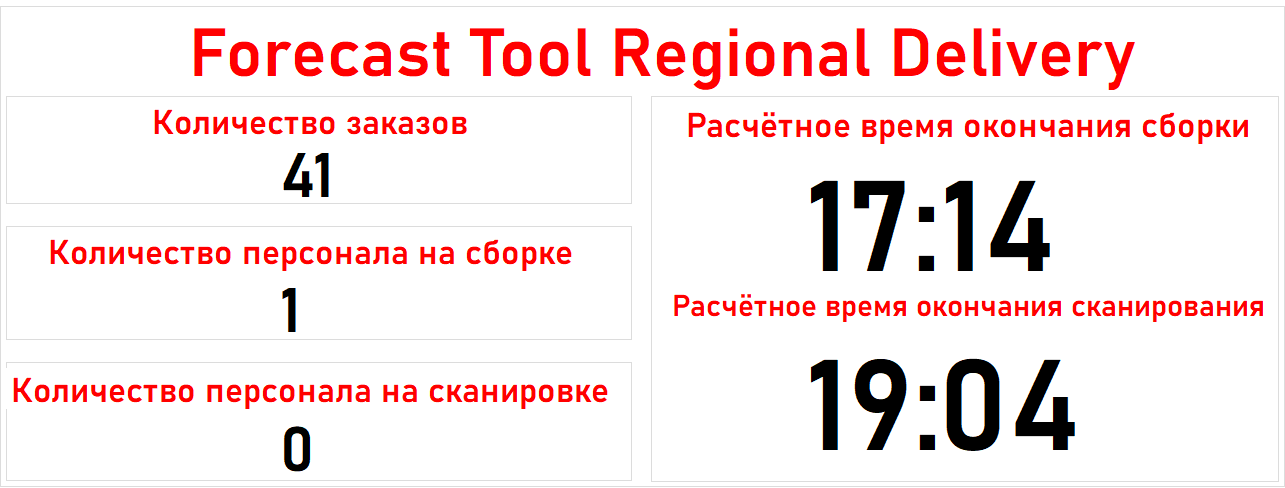 Forecast Tool Regional Delivery
Количество заказов
41
Количество персонала на сборке
1
Количество персонала на сканировке
0
Расчётное время окончания сборки
17:14
Расчётное время окончания сканирования
19:04